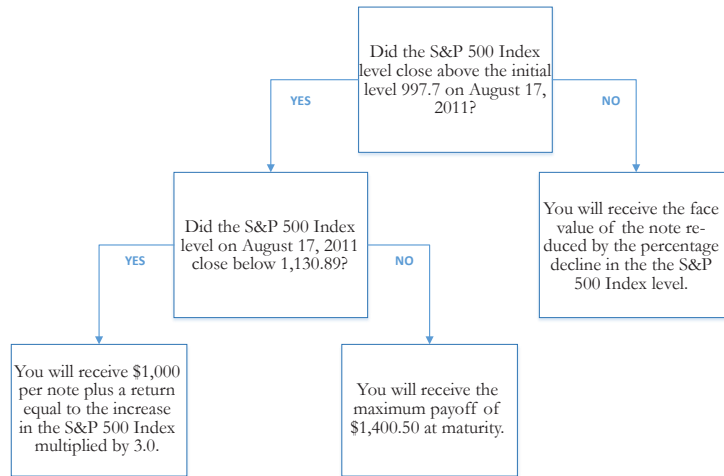 Did the S&P 500 Index
level close above the initial
level 997.7 on August 17,
2011?
YES
NO
Did the S&P 500 Index
level on August 17, 2011
close below 1,130.89?
You will receive the face
value of the note re-
duced by the percentage
decline in the the S&P
500 Index level.
YES
NO
You will receive $1,000
per note plus a return
equal to the increase
in the S&P 500 Index
multiplied by 3.0.
You will receive the
maximum payoff of
$1,400.50 at maturity.